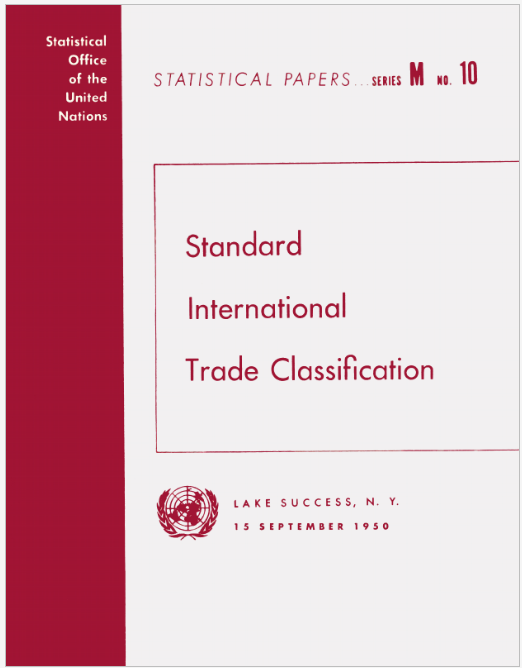 Statistical
Office
of the
United
Nations
STATISTICAL PAPERS...SERIES M NO. 10
Standard
International
Trade Classification
LAKE SUCCESS, N. Y.
15 SEPTEMBER 1950